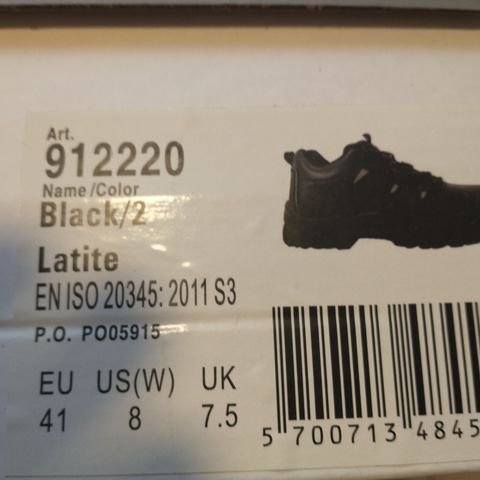 Art.
912220
Name/Color
Black/2
Latite
EN ISO 20345: 2011 S3
P.O. PO05915
EU US(W) UK
41 8 7.5
5 700713 4845